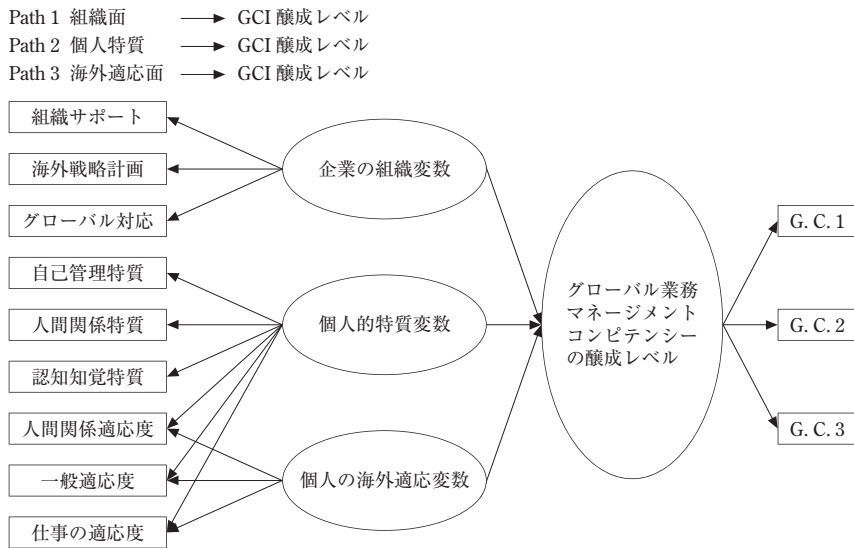 Path 1 組織面 → GCI 醸成レベル
Path 2 個人特質 → GCI 醸成レベル
Path 3 海外適応面 → GCI 醸成レベル
組織サポート
海外戦略計画
グローバル対応
自己管理特質
人間関係特質
認知知覚特質
人間関係適応度
一般適応度
仕事の適応度
企業の組織変数
個人的特質変数
個人の海外適応変数
グローバル業務
マネージメント
コンピテンシー
の醸成レベル
G. C. 1
G. C. 2
G. C. 3